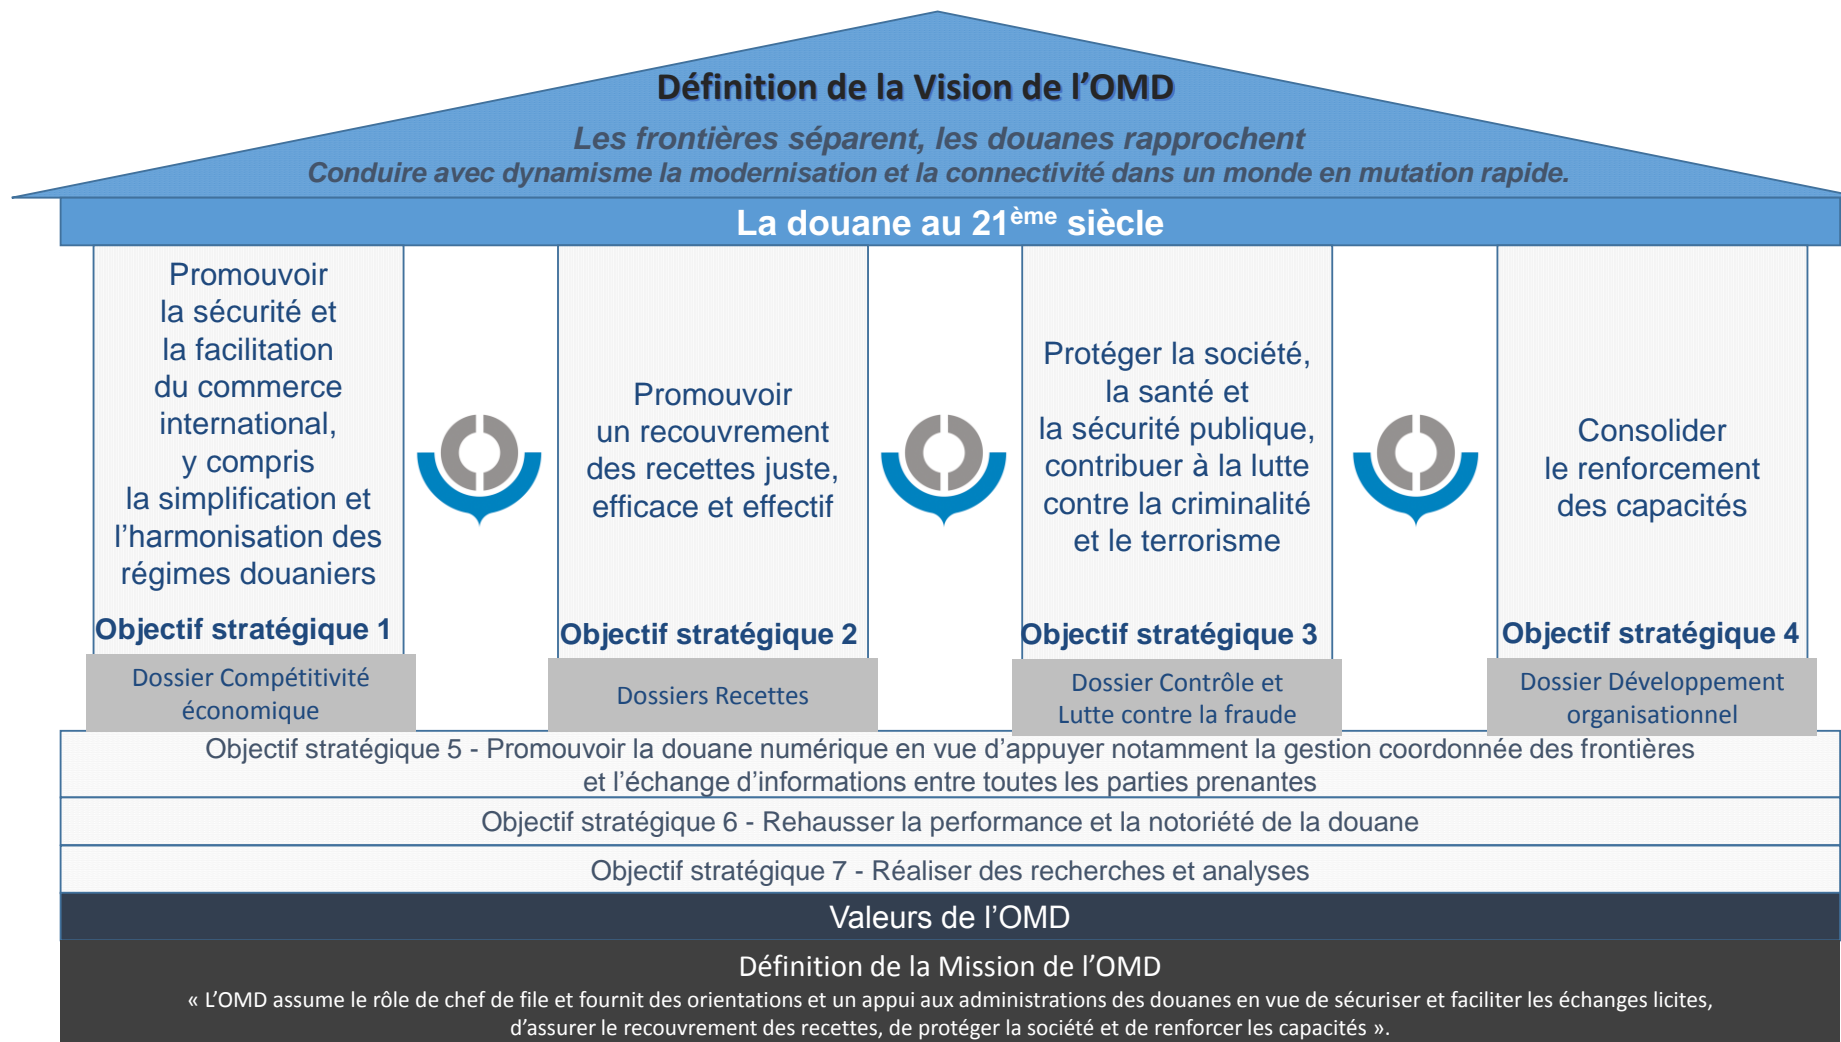 Définition de la Vision de l’OMD
Les frontières séparent, les douanes rapprochent
Conduire avec dynamisme la modernisation et la connectivité dans un monde en mutation rapide.
La douane au 21ème siècle
Promouvoir
la sécurité et
la facilitation
du commerce
international,
y compris
la simplification et
l’harmonisation des
régimes douaniers
Objectif stratégique 1
Dossier Compétitivité
économique
Promouvoir
un recouvrement
des recettes juste,
efficace et effectif
Objectif stratégique 2
Dossiers Recettes
Protéger la société,
la santé et
la sécurité publique,
contribuer à la lutte
contre la criminalité
et le terrorisme
Objectif stratégique 3
Dossier Contrôle et
Lutte contre la fraude
Consolider
le renforcement
des capacités
Objectif stratégique 4
Dossier Développement
organisationnel
Objectif stratégique 5 - Promouvoir la douane numérique en vue d’appuyer notamment la gestion coordonnée des frontières
et l’échange d’informations entre toutes les parties prenantes
Objectif stratégique 6 - Rehausser la performance et la notoriété de la douane
Objectif stratégique 7 - Réaliser des recherches et analyses
Valeurs de l’OMD
Définition de la Mission de l’OMD
« L’OMD assume le rôle de chef de file et fournit des orientations et un appui aux administrations des douanes en vue de sécuriser et faciliter les échanges licites,
d’assurer le recouvrement des recettes, de protéger la société et de renforcer les capacités ».